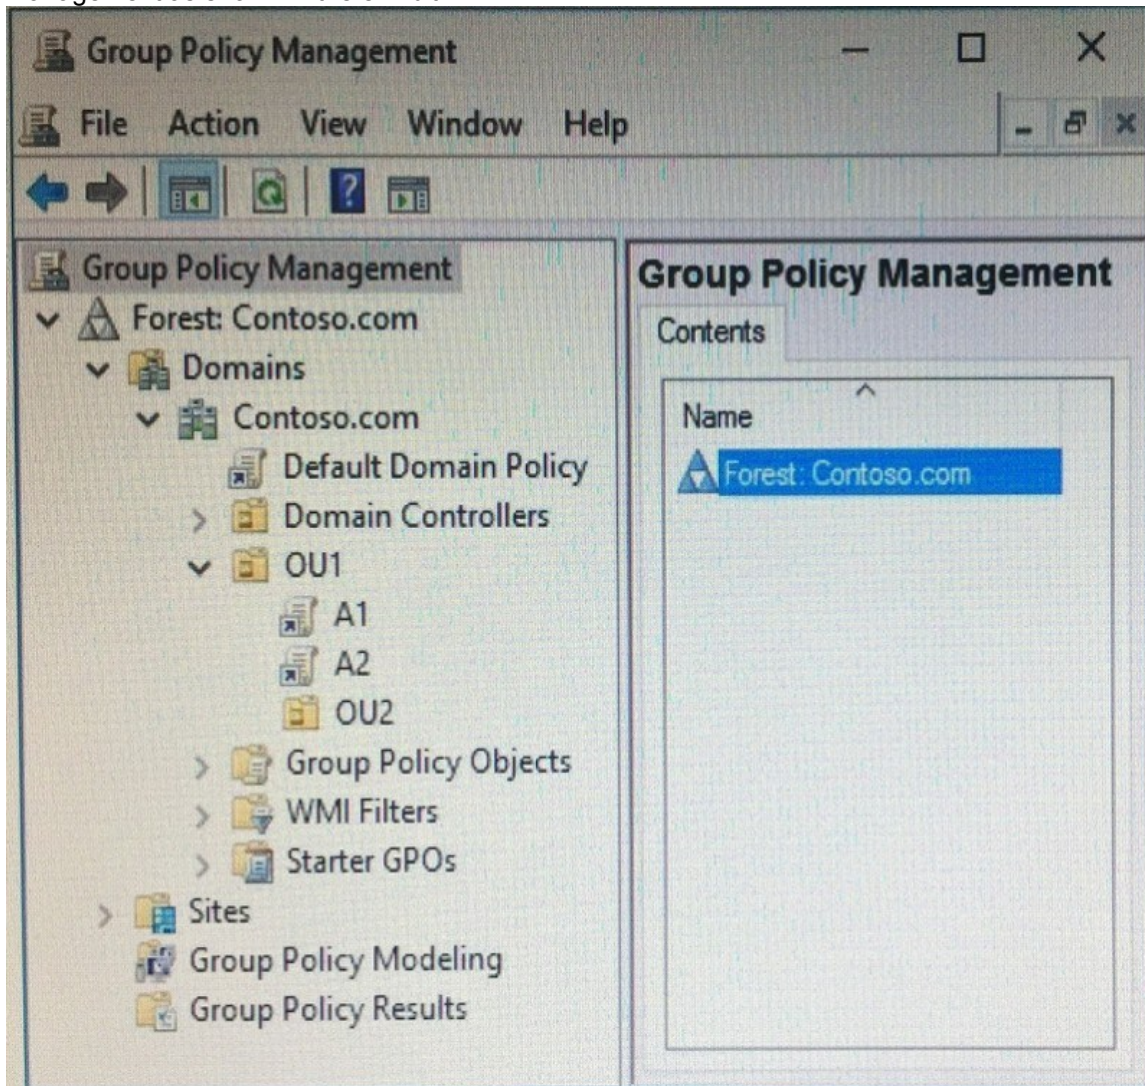 Group Policy Management
File Action View Window Help
Group Policy Management
Forest: Contoso.com
Domains
Contoso.com
Default Domain Policy
Domain Controllers
OU1
A1
A2
OU2
Group Policy Objects
WMI Filters
Starter GPOs
Sites
Group Policy Modeling
Group Policy Results
Group Policy Management
Contents
Name
Forest: Contoso.com